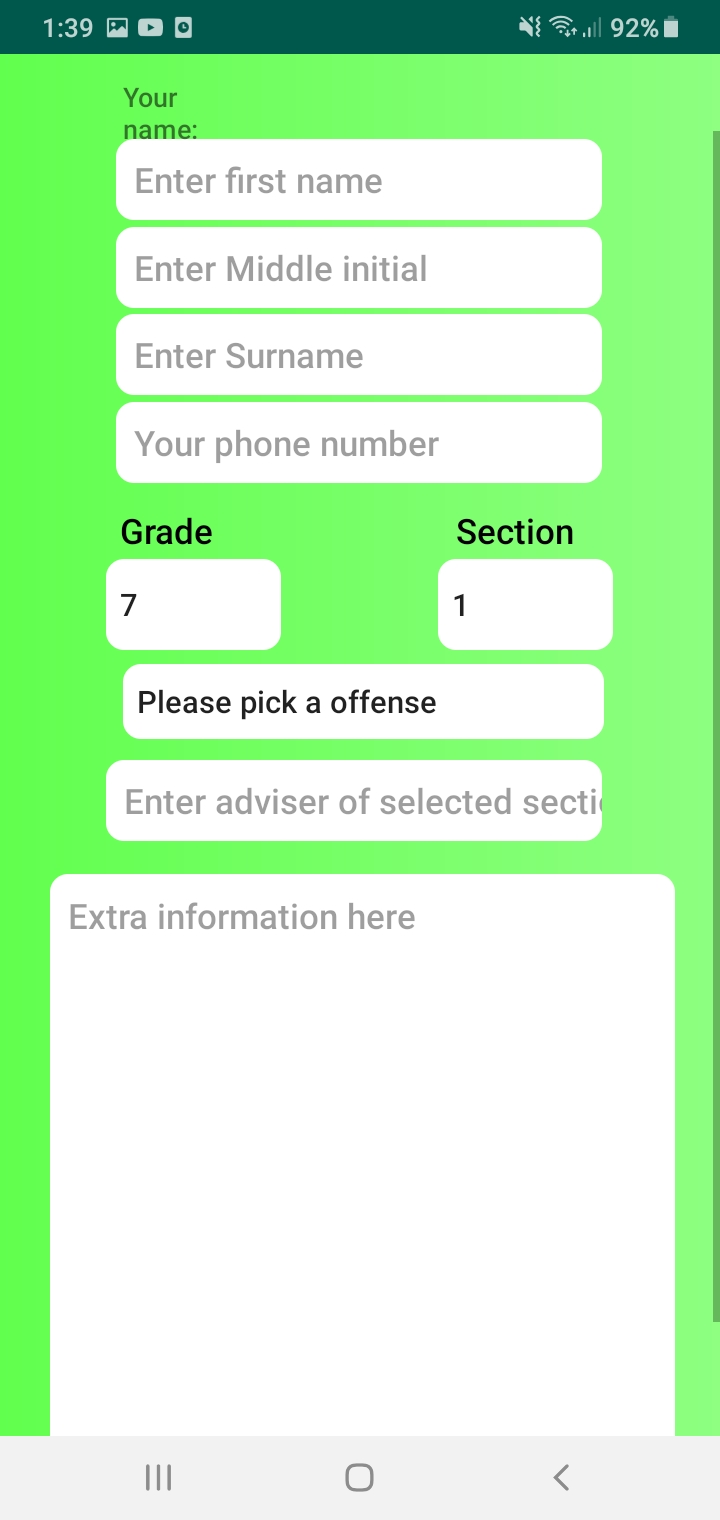 1:39 92%
Your
name:
Enter first name
Enter Middle initial
Enter Surname
Your phone number
Grade Section
7 1
Please pick a offense
Enter adviser of selected secti
Extra information here